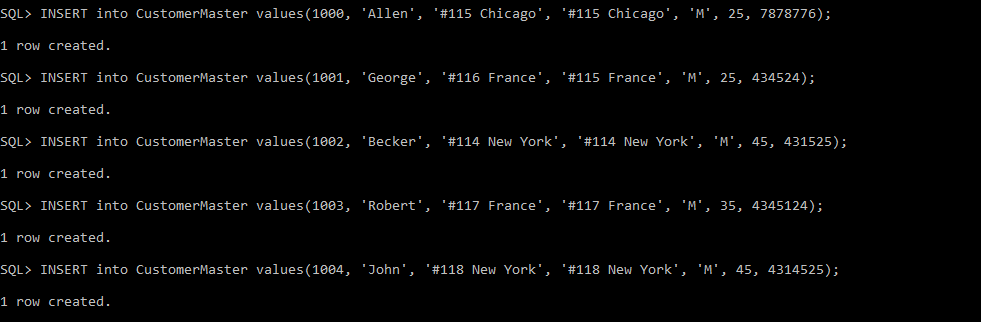 SQL> INSERT into CustomerMaster values(1000, 'Allen', '#115 Chicago', '#115 Chicago', 'M', 25, 7878776);
1 row created.
SQL> INSERT into CustomerMaster values(1001, 'George', '#116 France', '#115 France', 'M', 25, 434524);
1 row created.
SQL> INSERT into CustomerMaster values(1002, 'Becker', '#114 New York', '#114 New York', 'M', 45, 431525);
1 row created.
SQL> INSERT into CustomerMaster values(1003, 'Robert', '#117 France', '#117 France', 'M', 35, 4345124);
1 row created.
SQL> INSERT into CustomerMaster values(1004, 'John', '#118 New York', '#118 New York', 'M', 45, 4314525);
1 row created.